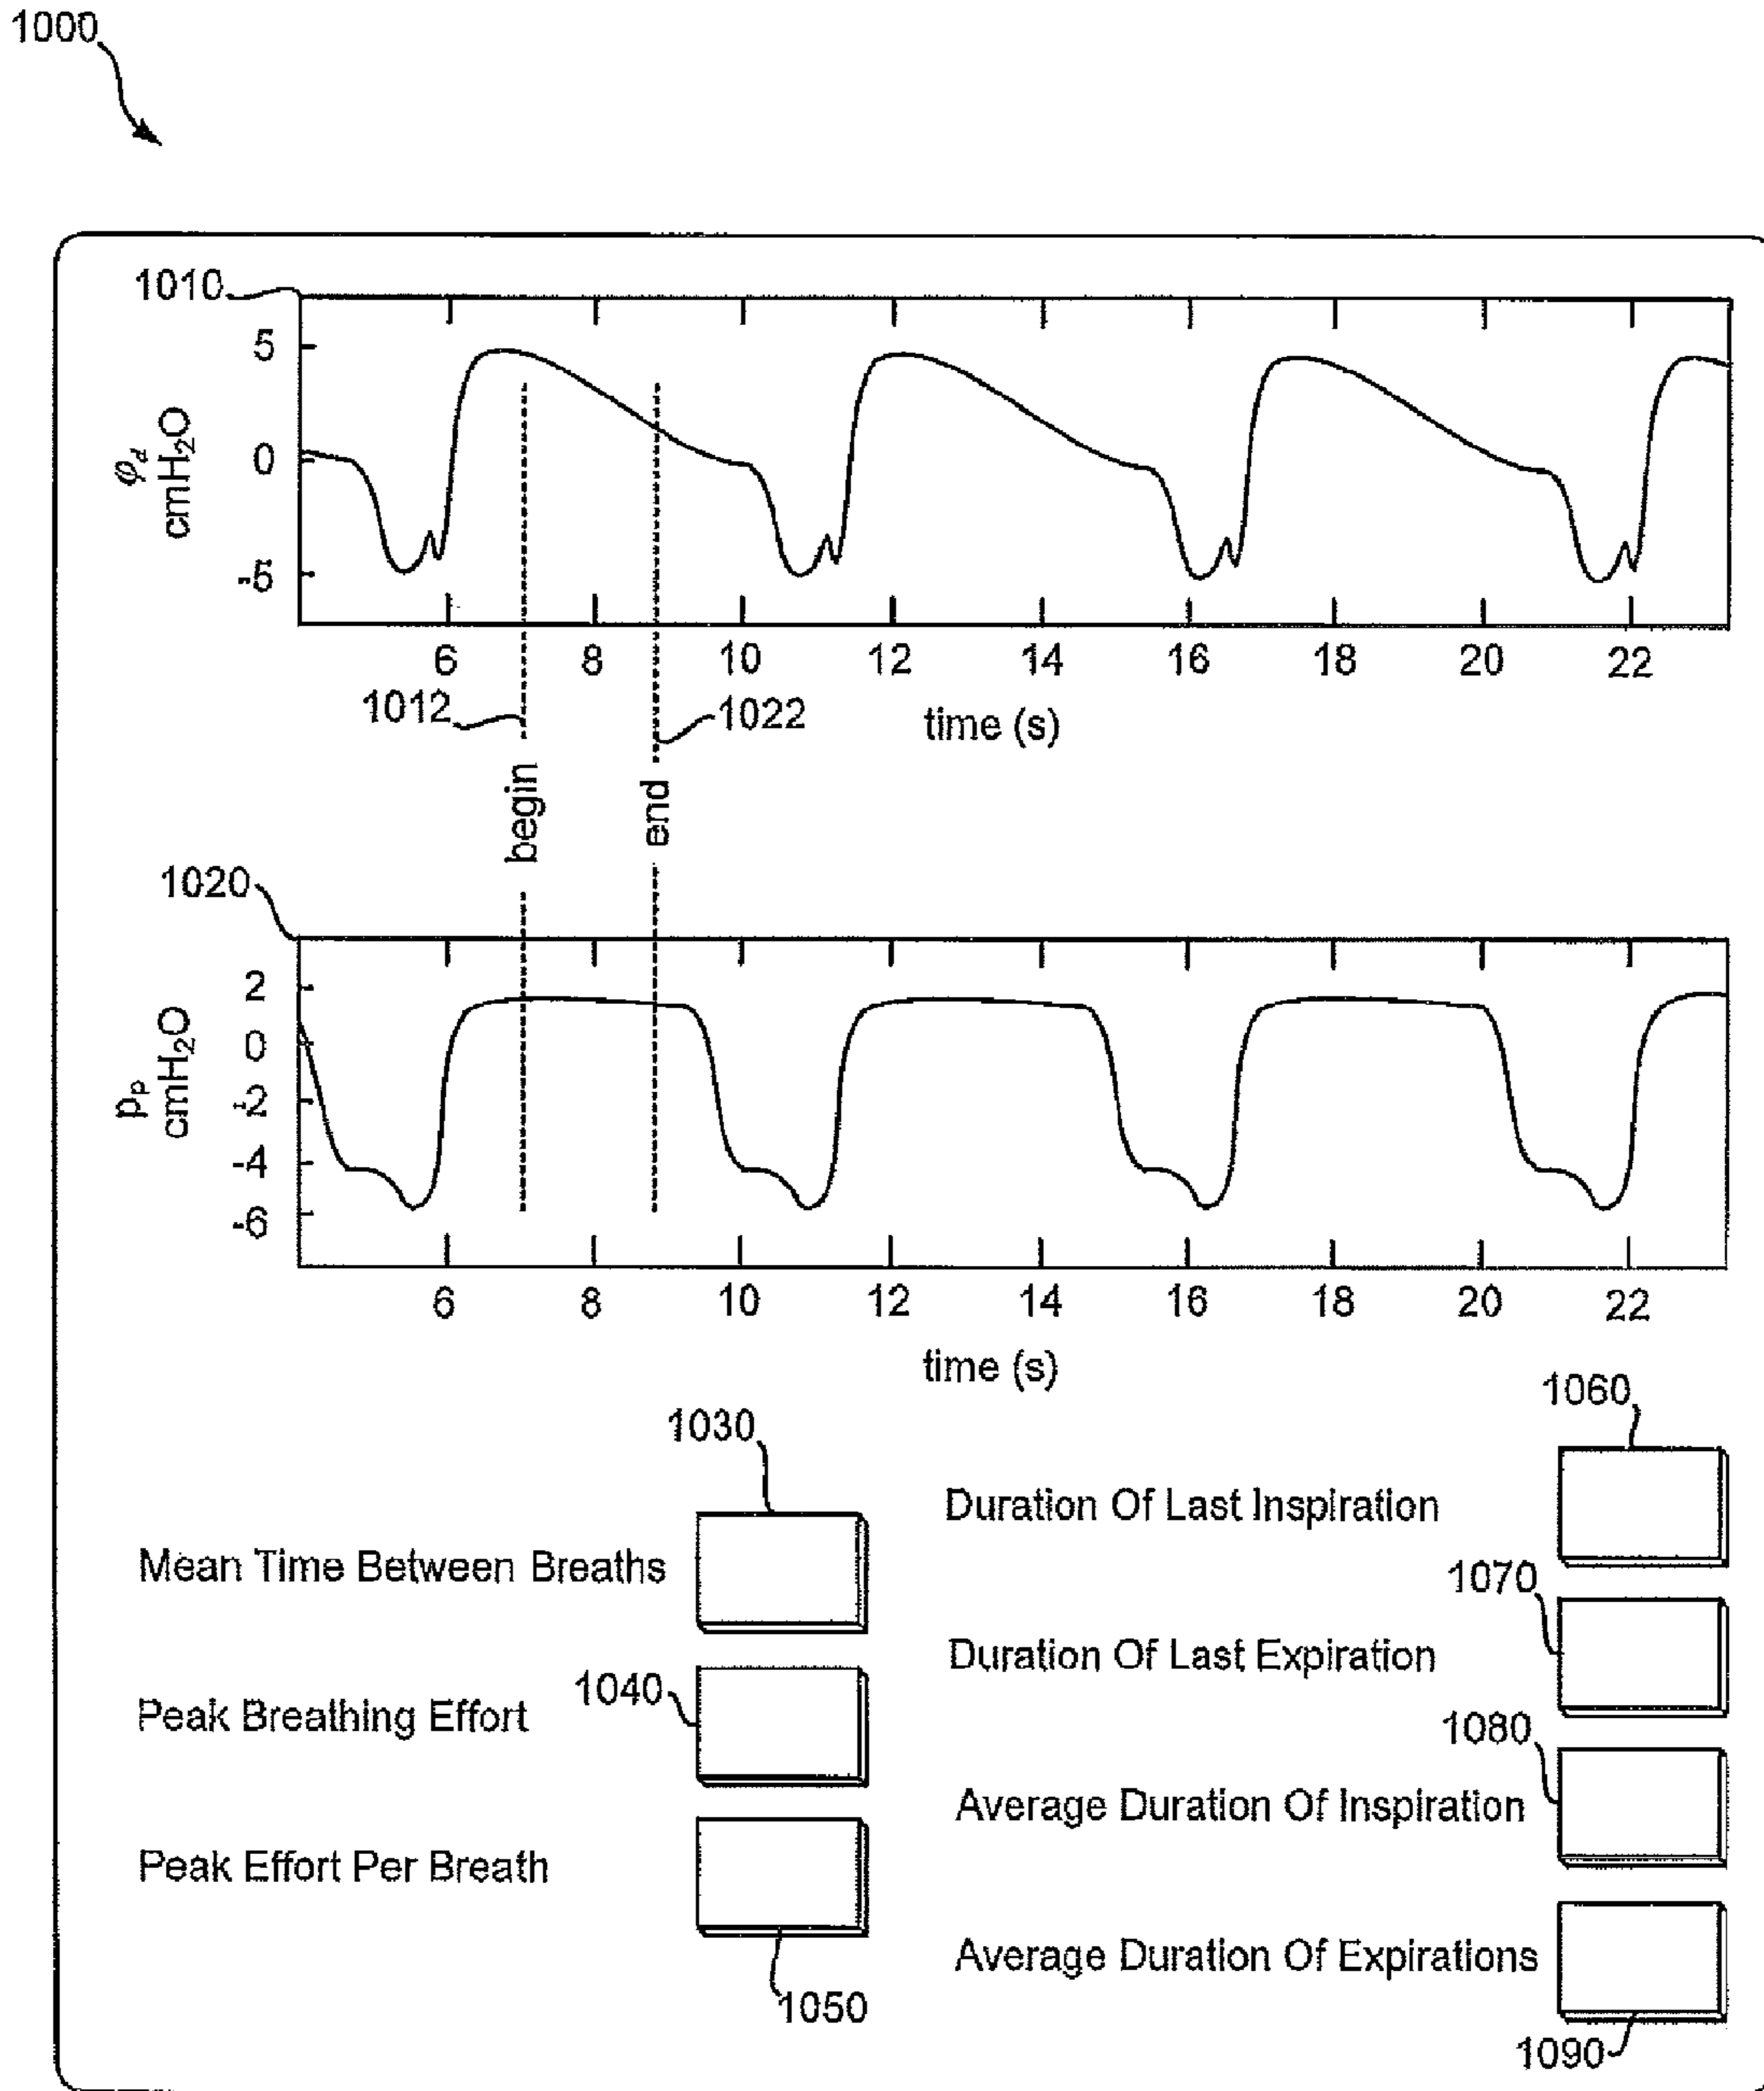 1000
1010
5
0
-5
φd
cmH₂O
6 8 10 12 14 16 18 20 22
1012
1022
time (s)
begin
end
1020
2
0
-2
-4
-6
pp
cmH₂O
6 8 10 12 14 16 18 20 22
time (s)
1030
Mean Time Between Breaths
1040
Peak Breathing Effort
Peak Effort Per Breath
1050
1060
Duration Of Last Inspiration
1070
Duration Of Last Expiration
1080
Average Duration Of Inspiration
Average Duration Of Expirations
1090